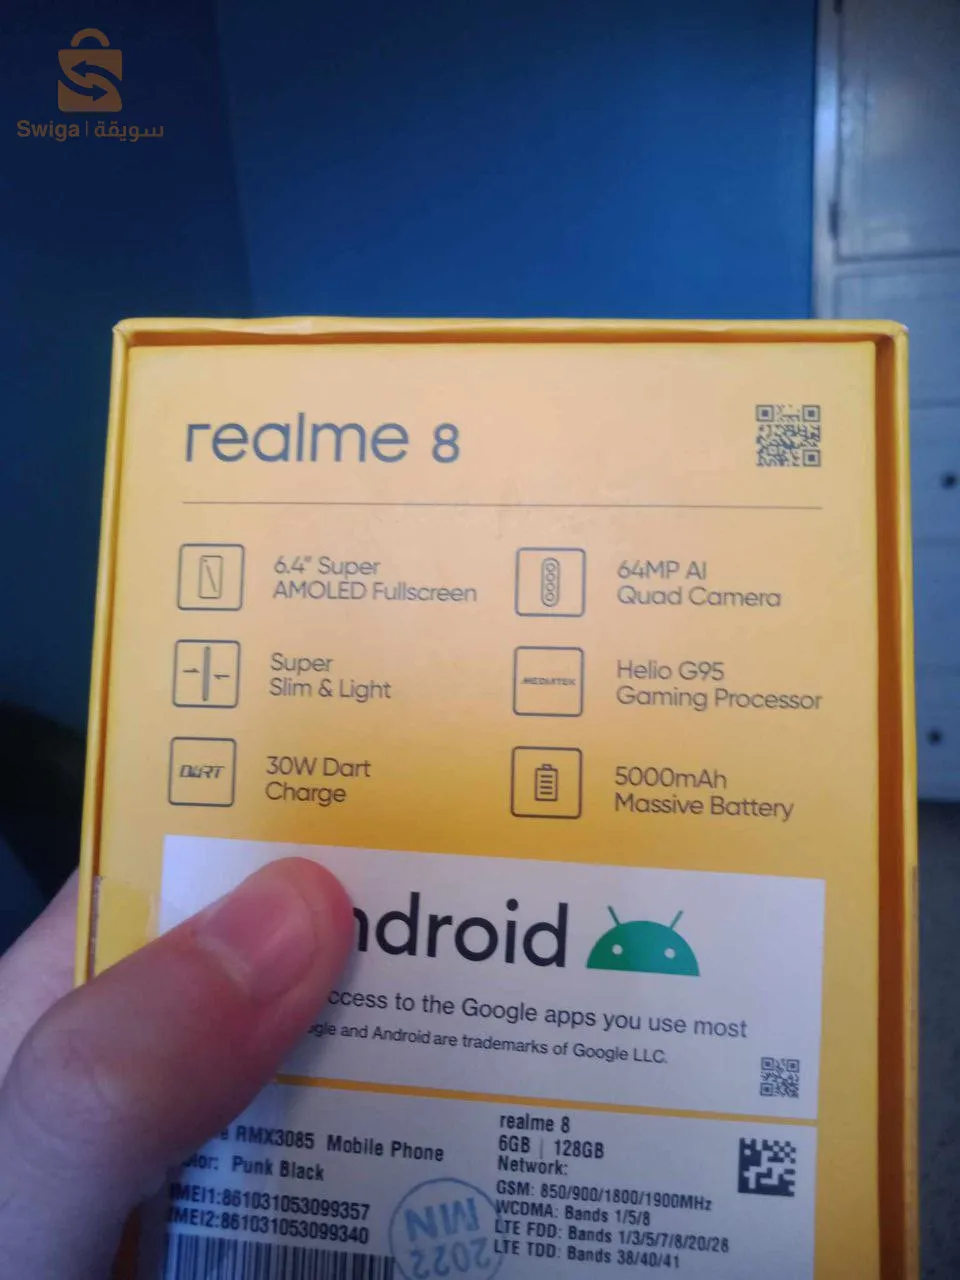 Swiga | سويقة
realme 8
6.4" Super
AMOLED Fullscreen
64MP AI
Quad Camera
Super
Slim & Light
MEDIATEK
Helio G95
Gaming Processor
DART
30W Dart
Charge
5000mAh
Massive Battery
ndroid
ccess to the Google apps you use most
ogle and Android are trademarks of Google LLC.
RMX3085 Mobile Phone
olor: Punk Black
IMEI1:861031053099357
IMEI2:861031053099340
realme 8
6GB | 128GB
Network:
GSM: 850/900/1800/1900MHz
WCDMA: Bands 1/5/8
LTE FDD: Bands 1/3/5/7/8/20/28
LTE TDD: Bands 38/40/41
NIM
2022